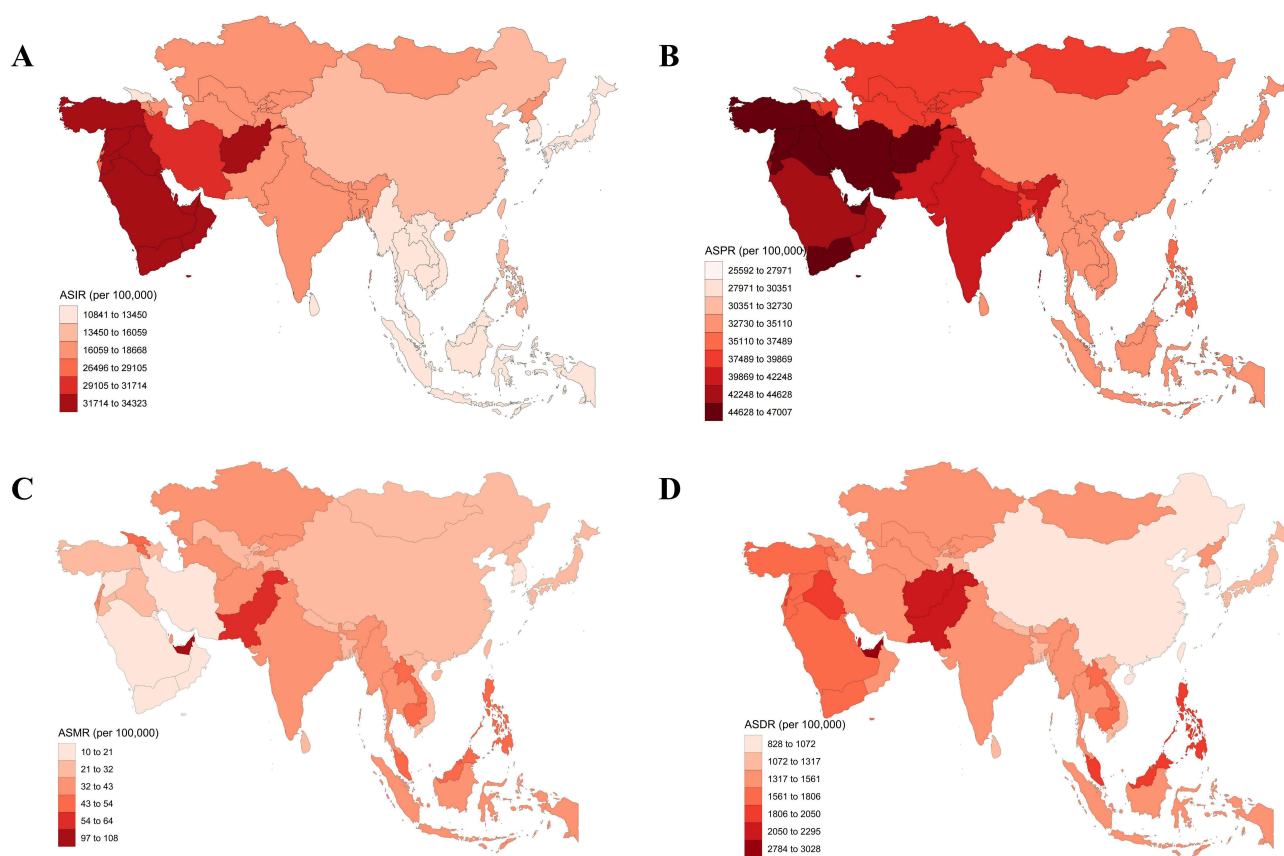 A
B
ASIR (per 100,000)
10841 to 13450
13450 to 16059
16059 to 18668
26496 to 29105
29105 to 31714
31714 to 34323
ASPR (per 100,000)
25592 to 27971
27971 to 30351
30351 to 32730
32730 to 35110
35110 to 37489
37489 to 39869
39869 to 42248
42248 to 44628
44628 to 47007
C
D
ASMR (per 100,000)
10 to 21
21 to 32
32 to 43
43 to 54
54 to 64
97 to 108
ASDR (per 100,000)
828 to 1072
1072 to 1317
1317 to 1561
1561 to 1806
1806 to 2050
2050 to 2295
2784 to 3028